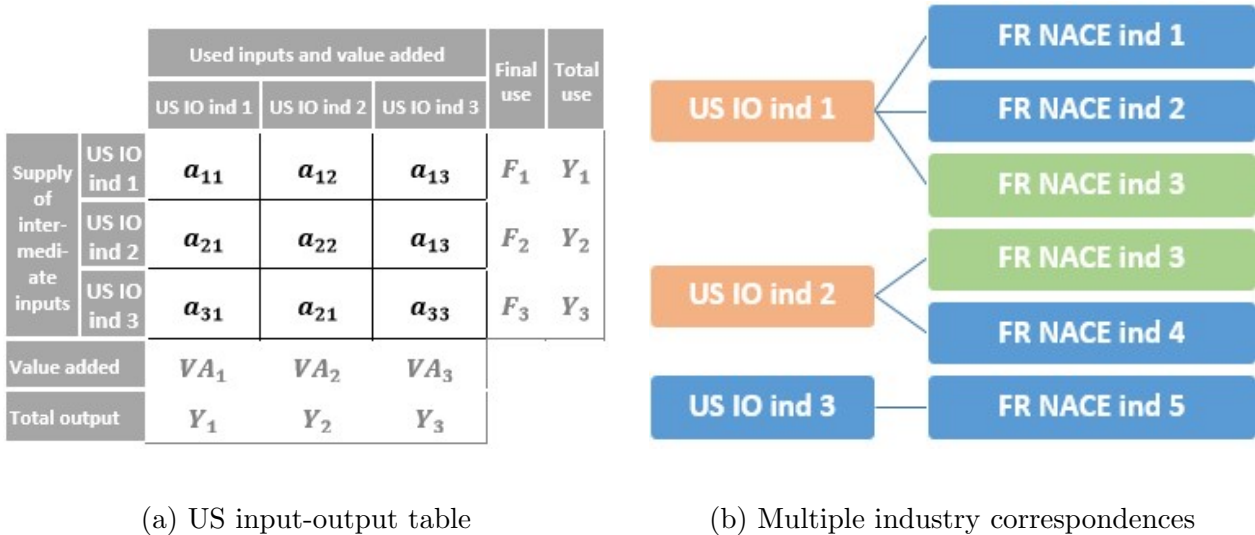 Used inputs and value added
Final use
Total use
US IO ind 1
US IO ind 2
US IO ind 3
Supply of inter-medi-ate inputs
US IO ind 1
a11
a12
a13
F1
Y1
US IO ind 2
a21
a22
a13
F2
Y2
US IO ind 3
a31
a21
a33
F3
Y3
Value added
VA1
VA2
VA3
Total output
Y1
Y2
Y3
(a) US input-output table
US IO ind 1
FR NACE ind 1
FR NACE ind 2
FR NACE ind 3
US IO ind 2
FR NACE ind 3
FR NACE ind 4
US IO ind 3
FR NACE ind 5
(b) Multiple industry correspondences